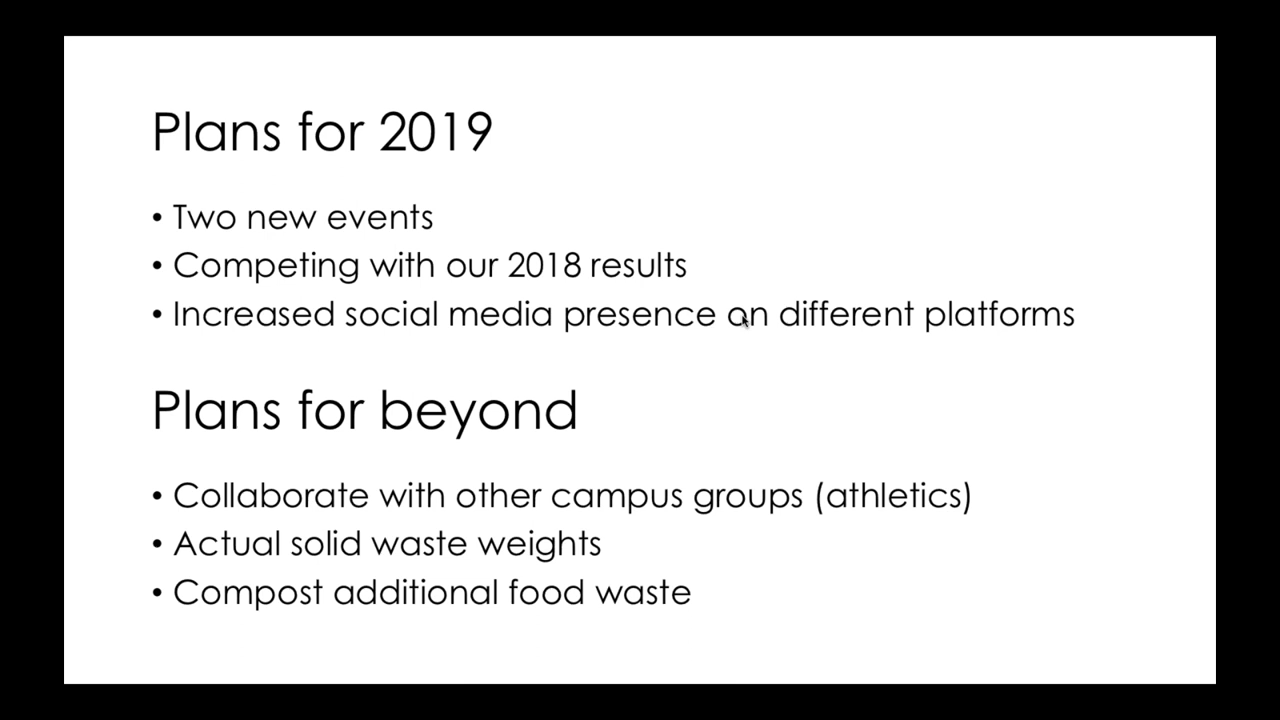 Plans for 2019
• Two new events
• Competing with our 2018 results
• Increased social media presence on different platforms
Plans for beyond
• Collaborate with other campus groups (athletics)
• Actual solid waste weights
• Compost additional food waste